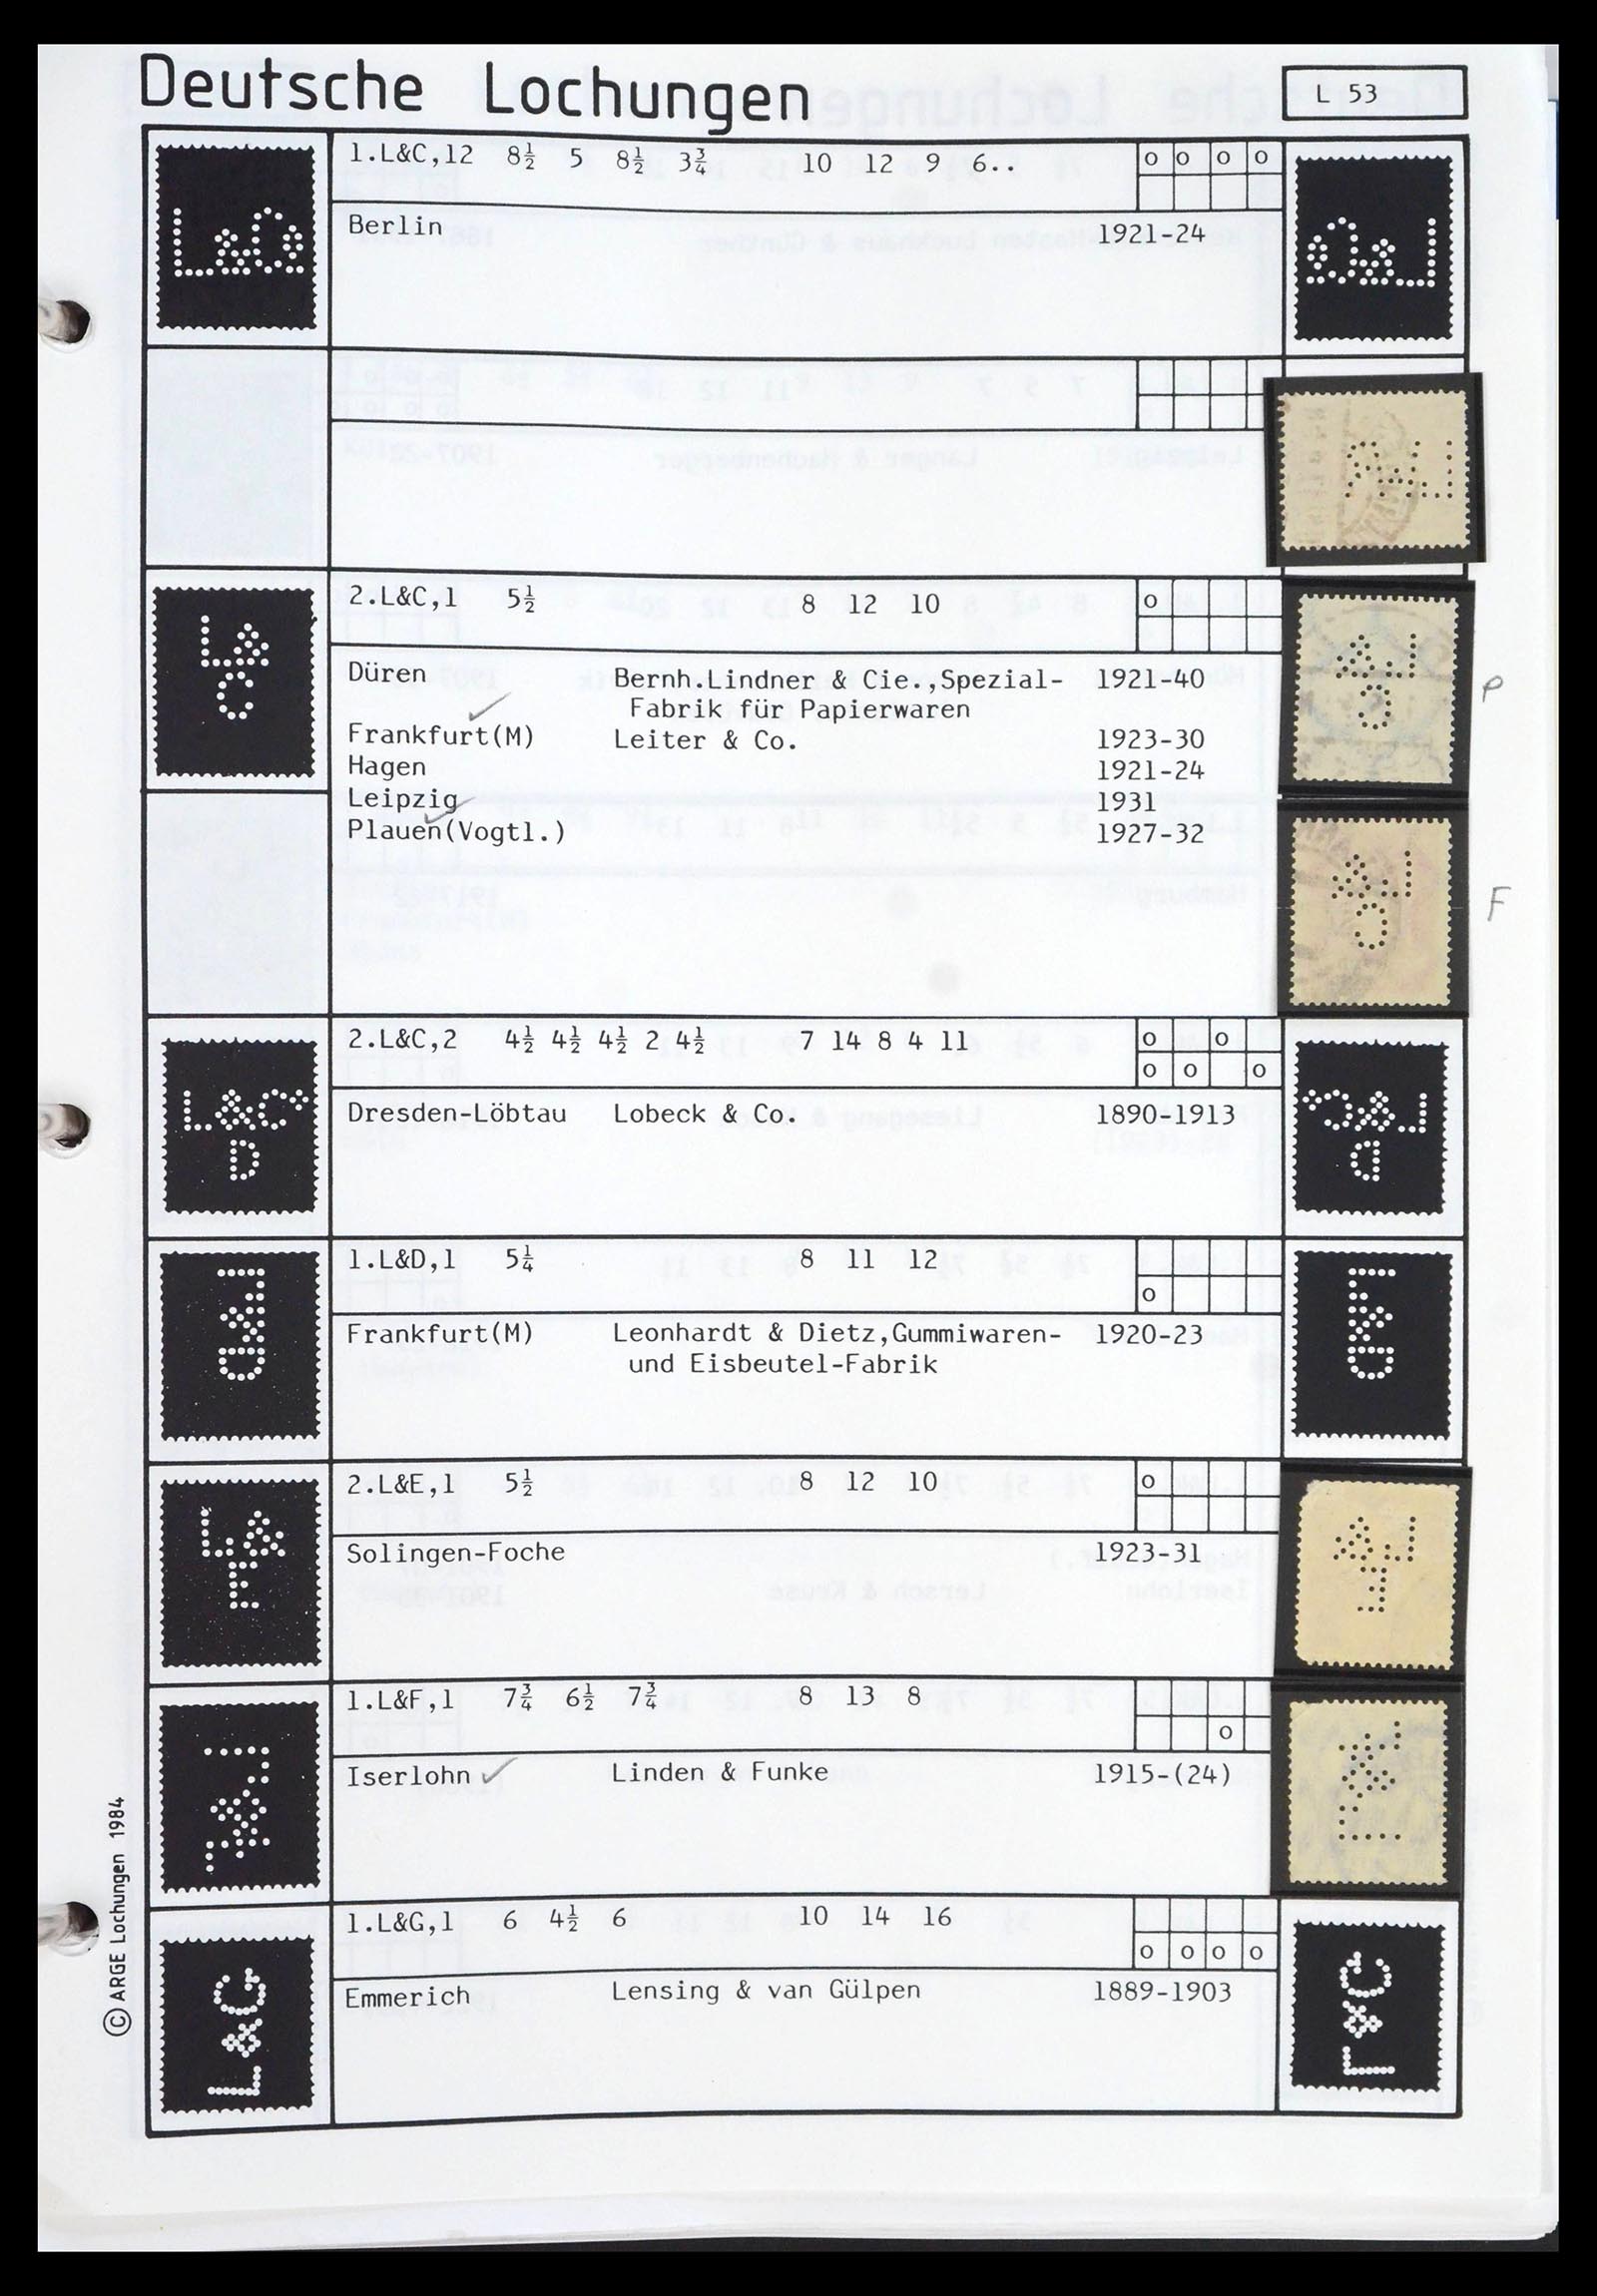 Deutsche Lochungen
L 53
1.L&C,12 8½ 5 8½ 3¾ 10 12 9 6..
o o o o
Berlin 1921-24
2.L&C,1 5½ 8 12 10
o
Düren Bernh.Lindner & Cie.,Spezial- 1921-40
Fabrik für Papierwaren
Frankfurt(M) Leiter & Co. 1923-30
Hagen 1921-24
Leipzig 1931
Plauen(Vogtl.) 1927-32
P
F
2.L&C,2 4½ 4½ 4½ 2 4½ 7 14 8 4 11
o o
o o o
Dresden-Löbtau Lobeck & Co. 1890-1913
L&C
D
1.L&D,1 5¼ 8 11 12
o
Frankfurt(M) Leonhardt & Dietz,Gummiwaren- 1920-23
und Eisbeutel-Fabrik
L&D
2.L&E,1 5½ 8 12 10
o
Solingen-Foche 1923-31
L&
E
1.L&F,1 7¾ 6½ 7¾ 8 13 8
o
Iserlohn Linden & Funke 1915-(24)
L&F
1.L&G,1 6 4½ 6 10 14 16
o o o o
Emmerich Lensing & van Gülpen 1889-1903
L&G
© ARGE Lochungen 1984